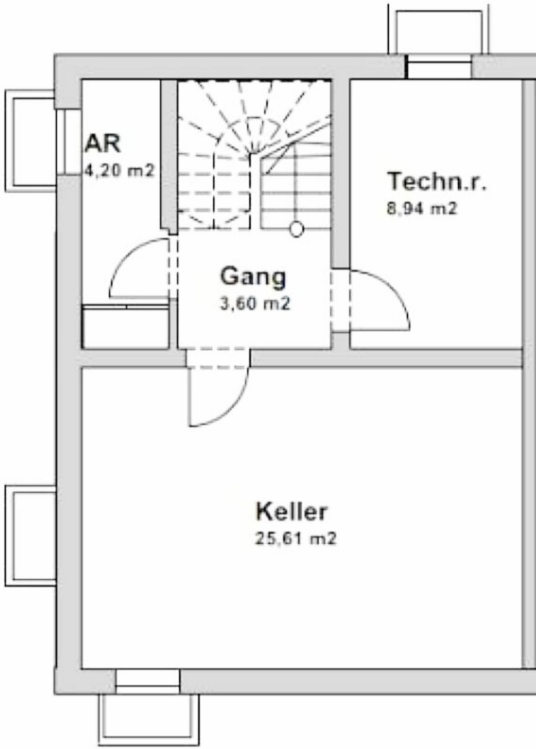 AR
4,20 m2
Techn.r.
8,94 m2
Gang
3,60 m2
Keller
25,61 m2